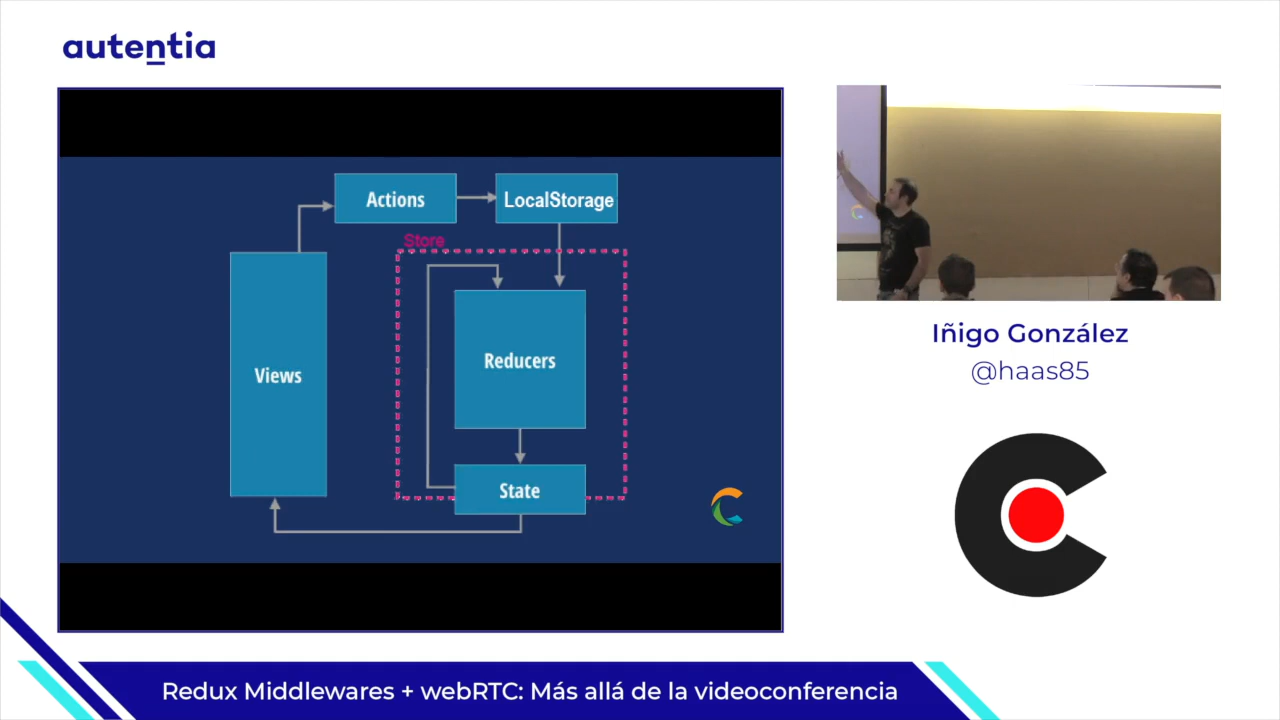 autentia
Actions
LocalStorage
Store
Views
Reducers
State
Iñigo González
@haas85
Redux Middlewares + webRTC: Más allá de la videoconferencia